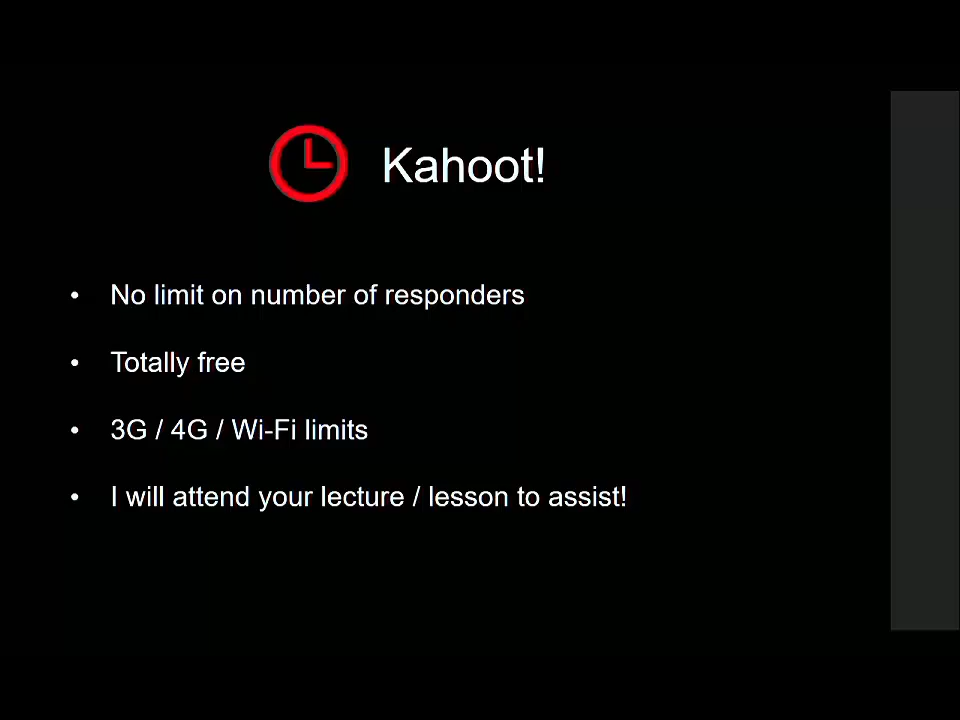 Kahoot!
• No limit on number of responders
• Totally free
• 3G / 4G / Wi-Fi limits
• I will attend your lecture / lesson to assist!